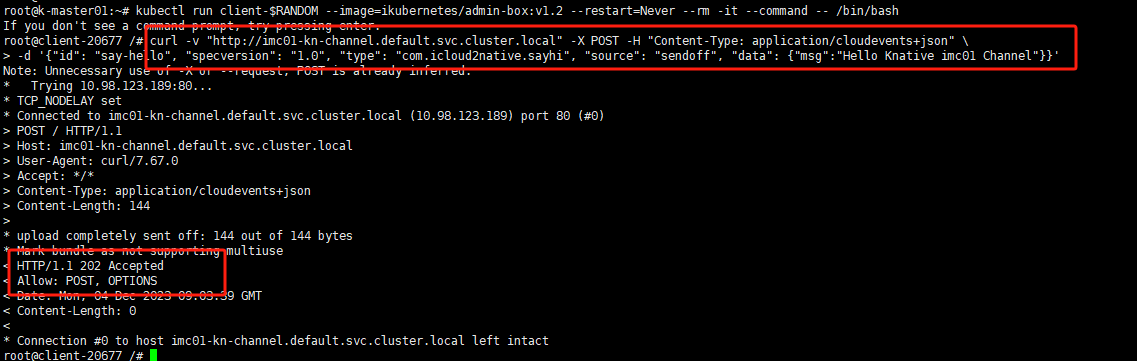 root@k-master01:~# kubectl run client-$RANDOM --image=ikubernetes/admin-box:v1.2 --restart=Never --rm -it --command -- /bin/bash
If you don't see a command prompt, try pressing enter.
root@client-20677 /# curl -v "http://imc01-kn-channel.default.svc.cluster.local" -X POST -H "Content-Type: application/cloudevents+json" \
> -d '{"id": "say-hello", "specversion": "1.0", "type": "com.icloud2native.sayhi", "source": "sendoff", "data": {"msg":"Hello Knative imc01 Channel"}}'
Note: Unnecessary use of -X or --request, POST is already inferred.
*   Trying 10.98.123.189:80...
* TCP_NODELAY set
* Connected to imc01-kn-channel.default.svc.cluster.local (10.98.123.189) port 80 (#0)
> POST / HTTP/1.1
> Host: imc01-kn-channel.default.svc.cluster.local
> User-Agent: curl/7.67.0
> Accept: */*
> Content-Type: application/cloudevents+json
> Content-Length: 144
>
* upload completely sent off: 144 out of 144 bytes
* Mark bundle as not supporting multiuse
< HTTP/1.1 202 Accepted
< Allow: POST, OPTIONS
< Date: Mon, 04 Dec 2023 09:03:39 GMT
< Content-Length: 0
<
* Connection #0 to host imc01-kn-channel.default.svc.cluster.local left intact
root@client-20677 /#